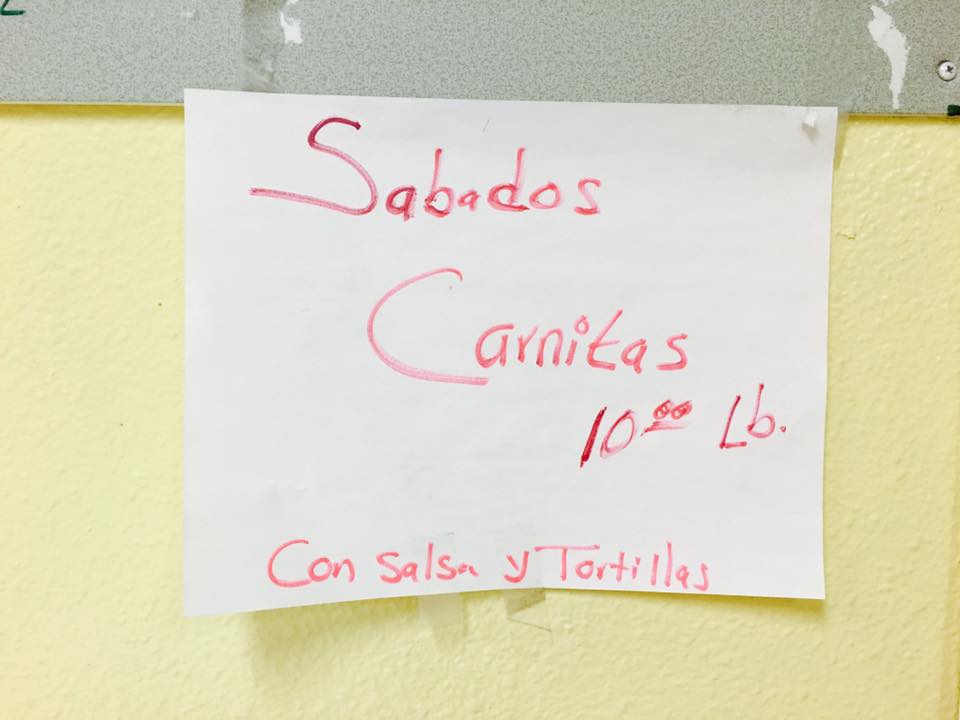 Sabados
Carnitas
10⁰⁰ Lb.
Con salsa y Tortillas